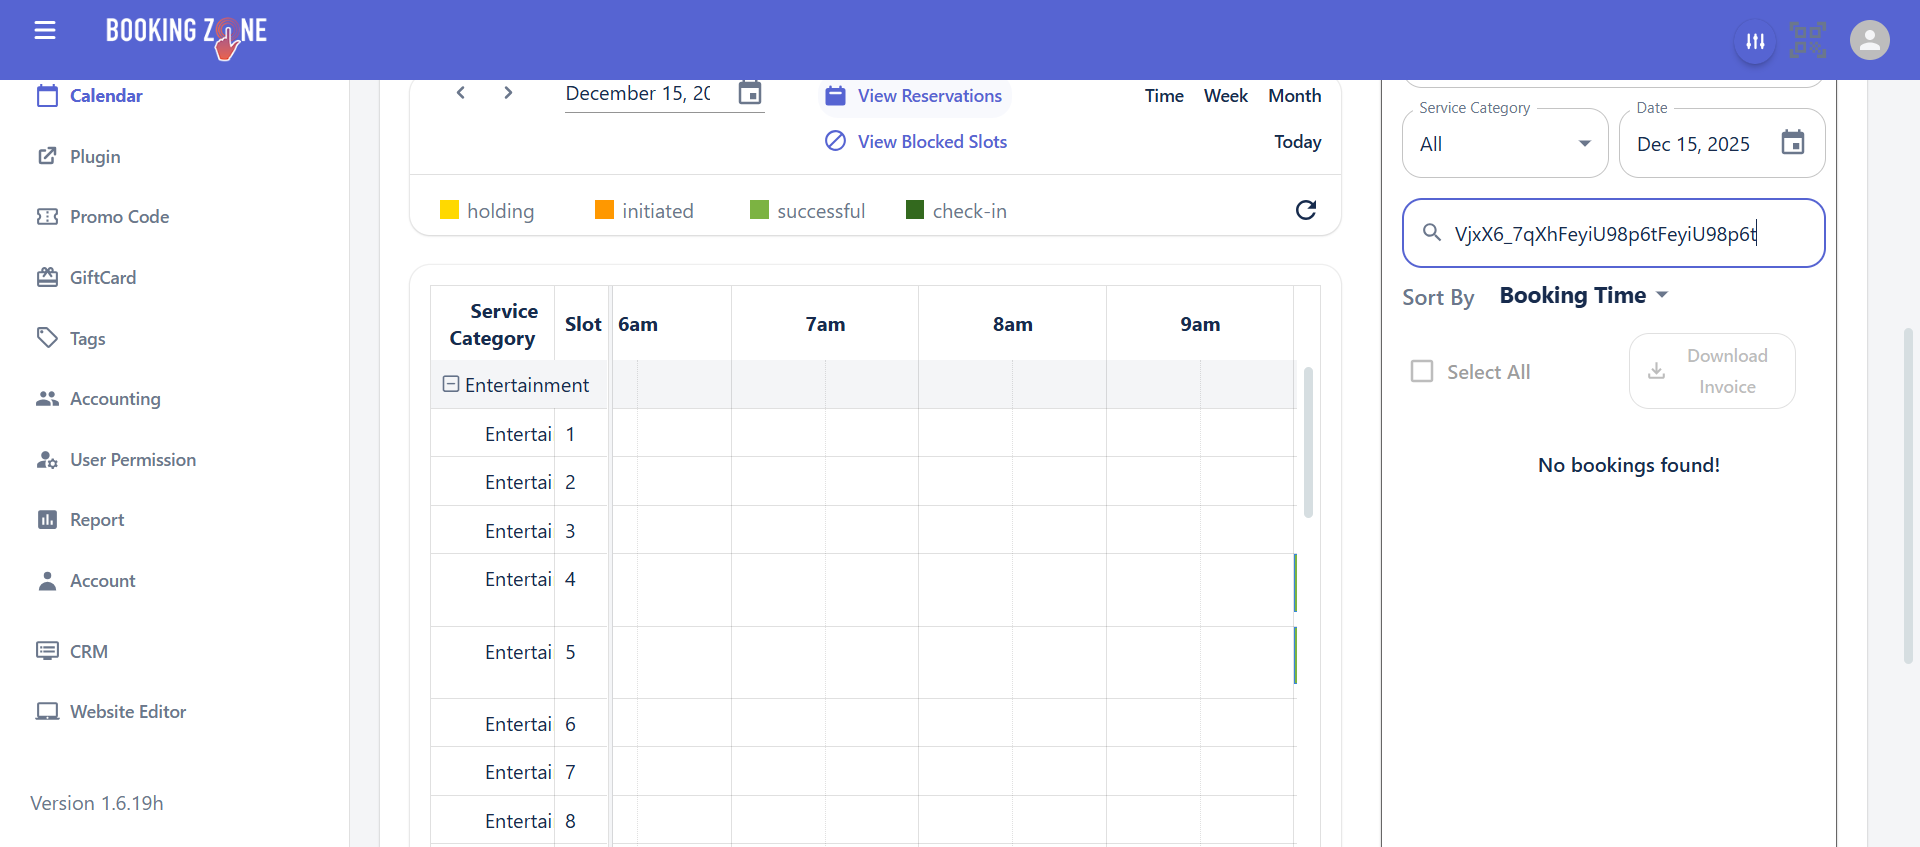 BOOKING ZONE
Calendar
Plugin
Promo Code
GiftCard
Tags
Accounting
User Permission
Report
Account
CRM
Website Editor
Version 1.6.19h
December 15, 20
View Reservations
View Blocked Slots
Time Week Month
Today
holding initiated successful check-in
Service Category Slot 6am 7am 8am 9am
Entertainment
Entertai 1
Entertai 2
Entertai 3
Entertai 4
Entertai 5
Entertai 6
Entertai 7
Entertai 8
Service Category
All
Date
Dec 15, 2025
VjxX6_7qXhFeyiU98p6tFeyiU98p6t
Sort By Booking Time
Select All
Download
Invoice
No bookings found!